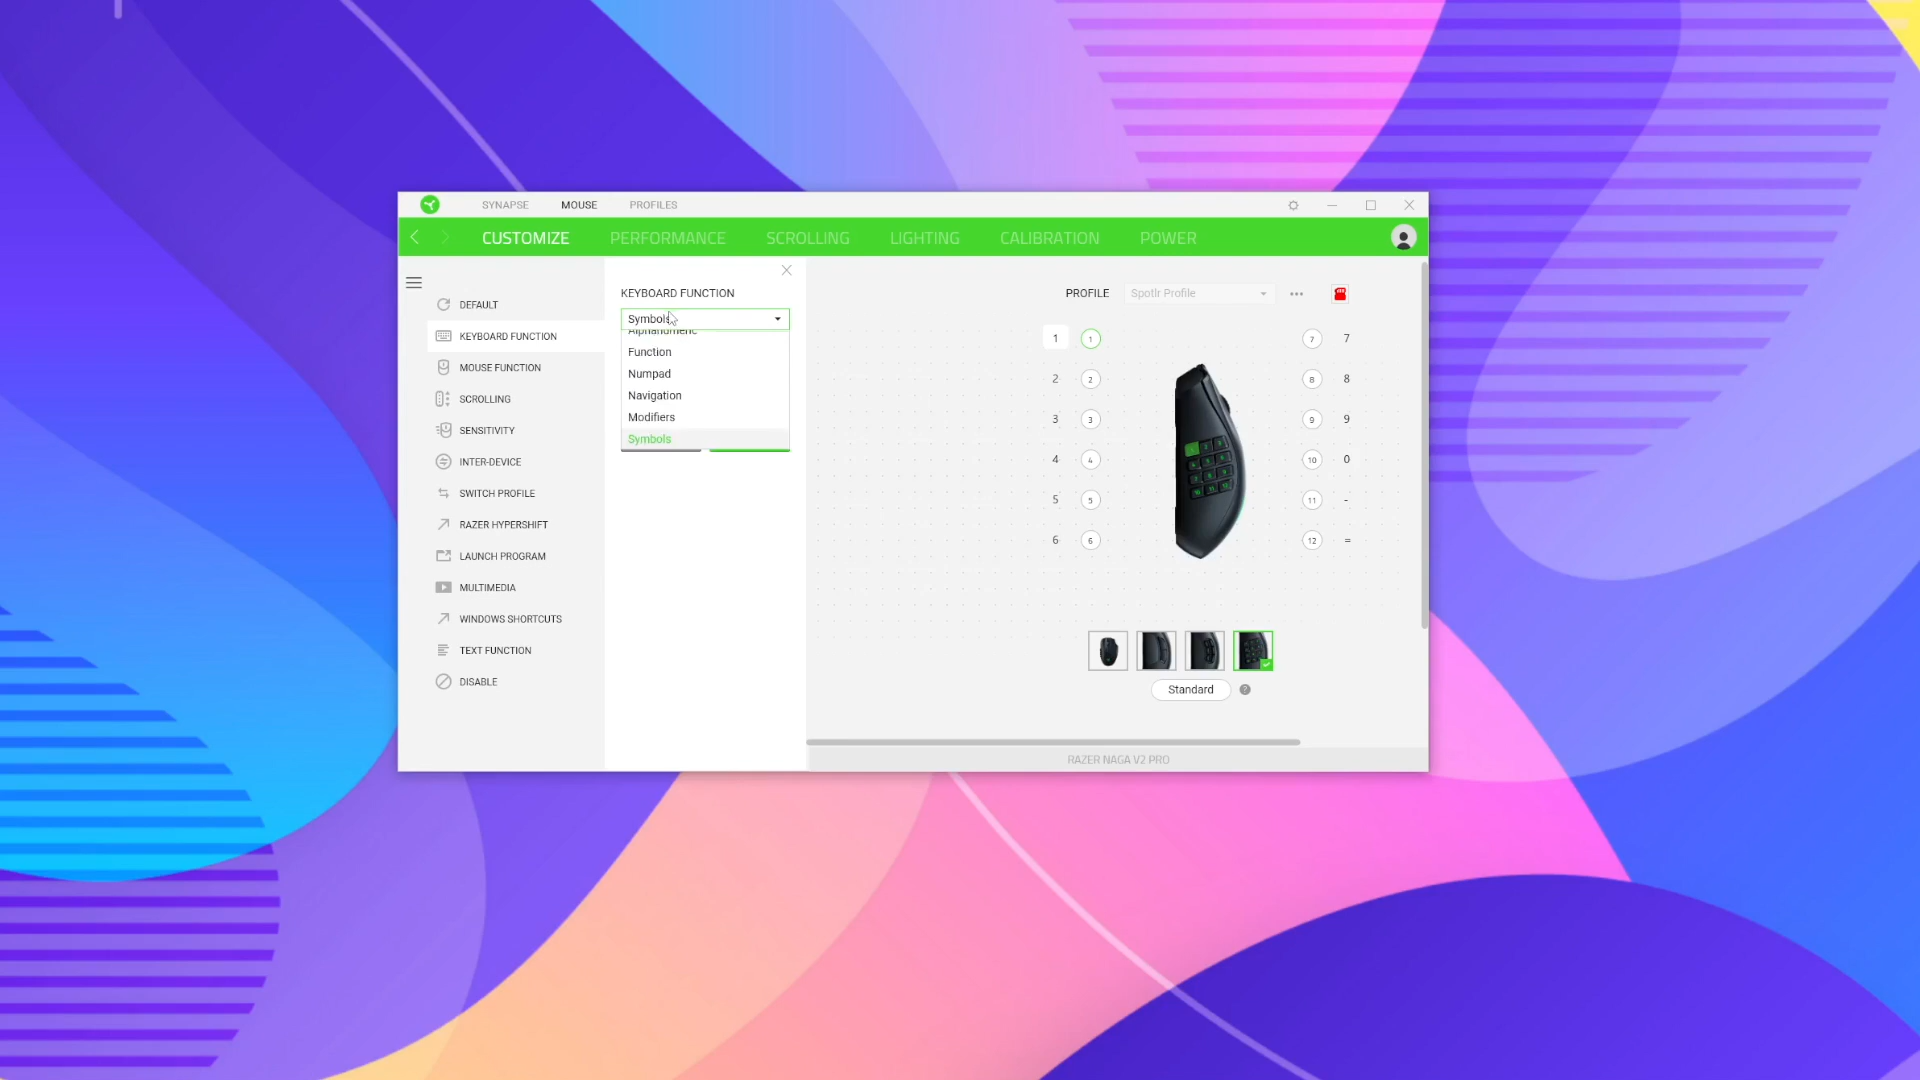 SYNAPSE MOUSE PROFILES
CUSTOMIZE PERFORMANCE SCROLLING LIGHTING CALIBRATION POWER
DEFAULT
KEYBOARD FUNCTION
MOUSE FUNCTION
SCROLLING
SENSITIVITY
INTER-DEVICE
SWITCH PROFILE
RAZER HYPERSHIFT
LAUNCH PROGRAM
MULTIMEDIA
WINDOWS SHORTCUTS
TEXT FUNCTION
DISABLE
KEYBOARD FUNCTION
Symbols
Alphanumeric
Function
Numpad
Navigation
Modifiers
Symbols
PROFILE Spotlr Profile
1 1 7 7
2 2 8 8
3 3 9 9
4 4 10 0
5 5 11 -
6 6 12 =
Standard ?
RAZER NAGA V2 PRO